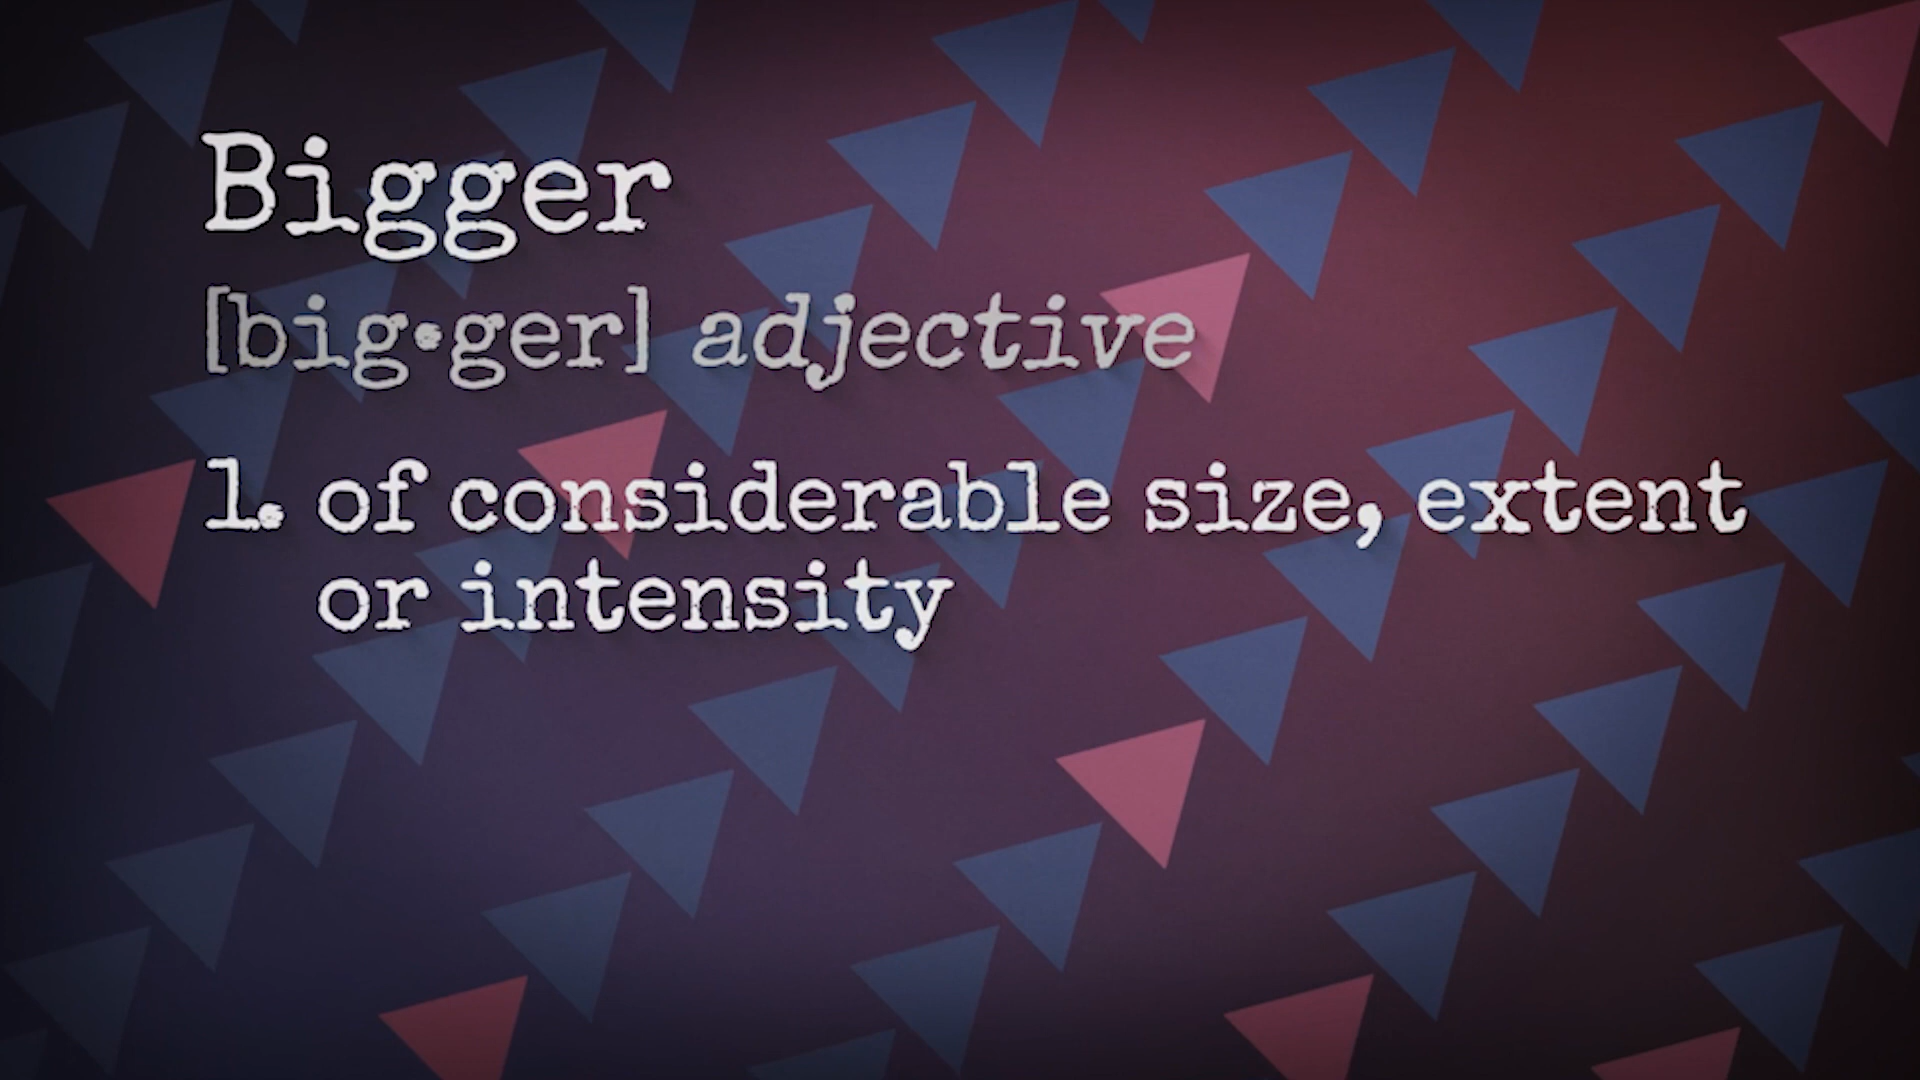 Bigger
[big•ger] adjective
1. of considerable size, extent
or intensity